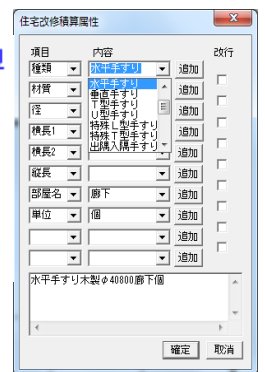 住宅改修積算属性
項目 内容 改行
種類 水平手すり 追加
水平手すり
垂直手すり
T型手すり
U型手すり
特殊L型手すり
特殊T型手すり
出隅入隅手すり
材質 追加
径 追加
横長1 追加
横長2 追加
縦長 追加
部屋名 廊下 追加
単位 個 追加
追加
追加
水平手すり木製φ40800廊下個
確定 取消